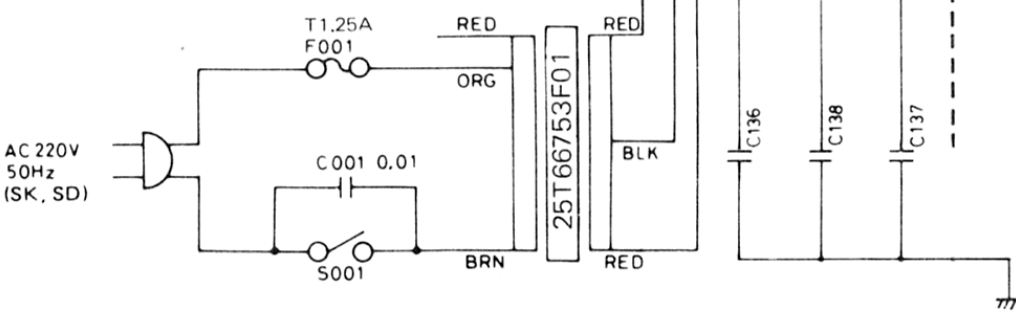 T1.25A
F001
RED
RED
ORG
25T66753F01
AC 220V
50Hz
(SK, SD)
C001 0.01
BLK
C136
C138
C137
S001
BRN
RED